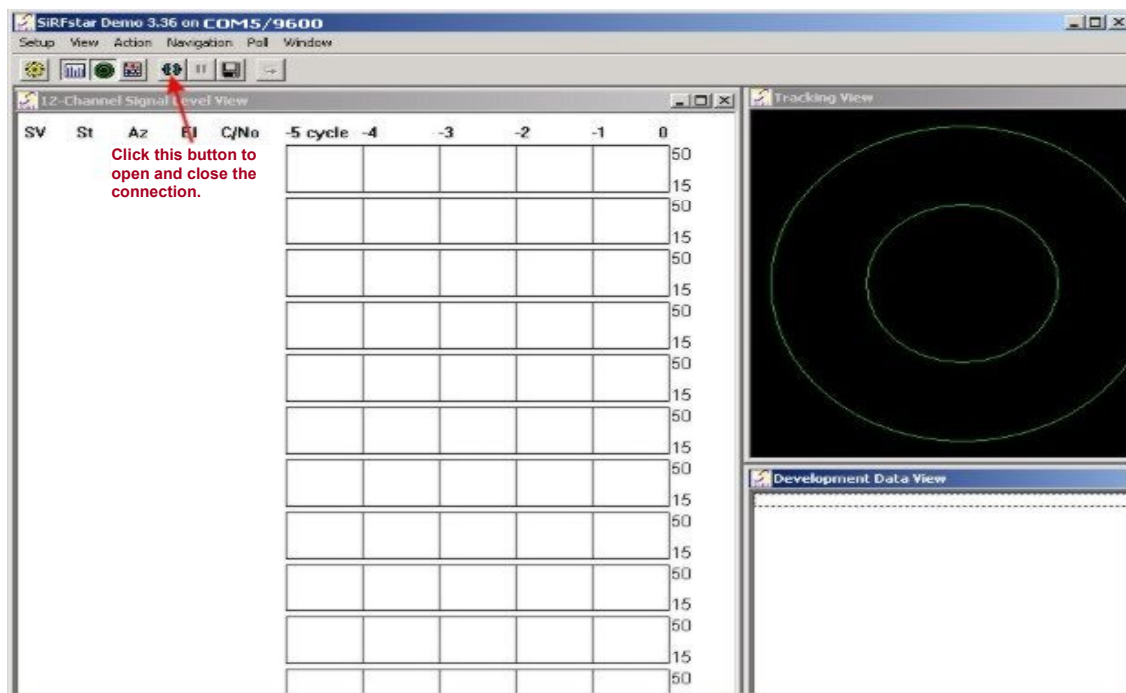 SiRFstar Demo 3.36 on COM5/9600
Setup View Action Navigation Poll Window
12-Channel Signal Level View
Tracking View
SV St Az El C/No -5 cycle -4 -3 -2 -1 0
Click this button to
open and close the
connection.
50
15
50
15
50
15
50
15
50
15
50
15
50
15
50
15
50
15
50
15
50
Development Data View